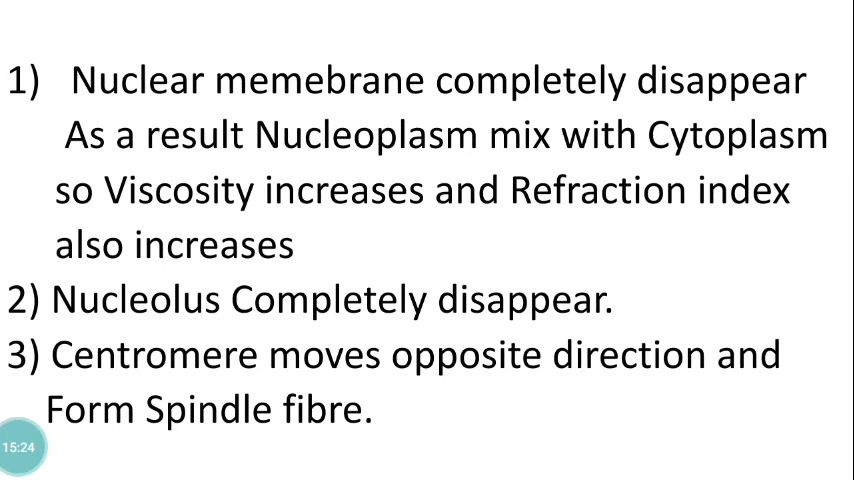 1) Nuclear memebrane completely disappear
As a result Nucleoplasm mix with Cytoplasm
so Viscosity increases and Refraction index
also increases
2) Nucleolus Completely disappear.
3) Centromere moves opposite direction and
Form Spindle fibre.
15:24